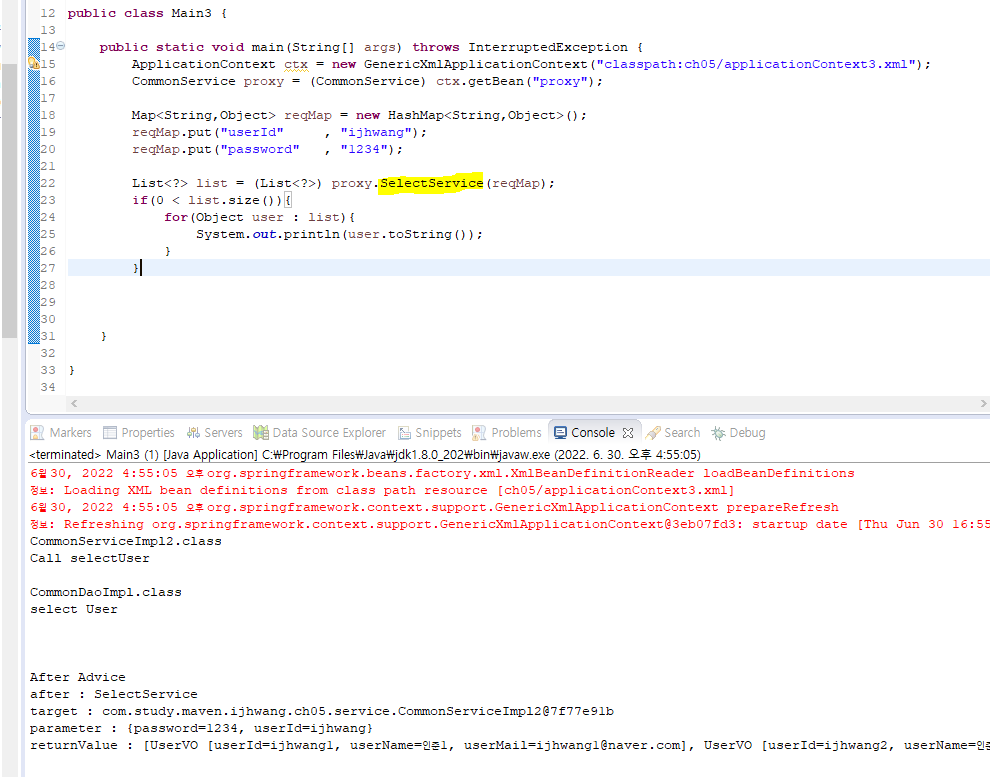 12 public class Main3 {
13
14 public static void main(String[] args) throws InterruptedException {
15 ApplicationContext ctx = new GenericXmlApplicationContext("classpath:ch05/applicationContext3.xml");
16 CommonService proxy = (CommonService) ctx.getBean("proxy");
17
18 Map<String,Object> reqMap = new HashMap<String,Object>();
19 reqMap.put("userId" , "ijhwang");
20 reqMap.put("password" , "1234");
21
22 List<?> list = (List<?>) proxy.SelectService(reqMap);
23 if(0 < list.size()){
24 for(Object user : list){
25 System.out.println(user.toString());
26 }
27 }
28
29
30
31 }
32
33 }
34
Markers Properties Servers Data Source Explorer Snippets Problems Console Search Debug
<terminated> Main3 (1) [Java Application] C:₩Program Files₩Java₩jdk1.8.0_202₩bin₩javaw.exe (2022. 6. 30. 오후 4:55:05)
6월 30, 2022 4:55:05 오후 org.springframework.beans.factory.xml.XmlBeanDefinitionReader loadBeanDefinitions
정보: Loading XML bean definitions from class path resource [ch05/applicationContext3.xml]
6월 30, 2022 4:55:05 오후 org.springframework.context.support.GenericXmlApplicationContext prepareRefresh
정보: Refreshing org.springframework.context.support.GenericXmlApplicationContext@3eb07fd3: startup date [Thu Jun 30 16:55
CommonServiceImpl2.class
Call selectUser
CommonDaoImpl.class
select User
After Advice
after : SelectService
target : com.study.maven.ijhwang.ch05.service.CommonServiceImpl2@7f77e91b
parameter : {password=1234, userId=ijhwang}
returnValue : [UserVO [userId=ijhwang1, userName=인준1, userMail=ijhwang1@naver.com], UserVO [userId=ijhwang2, userName=인준